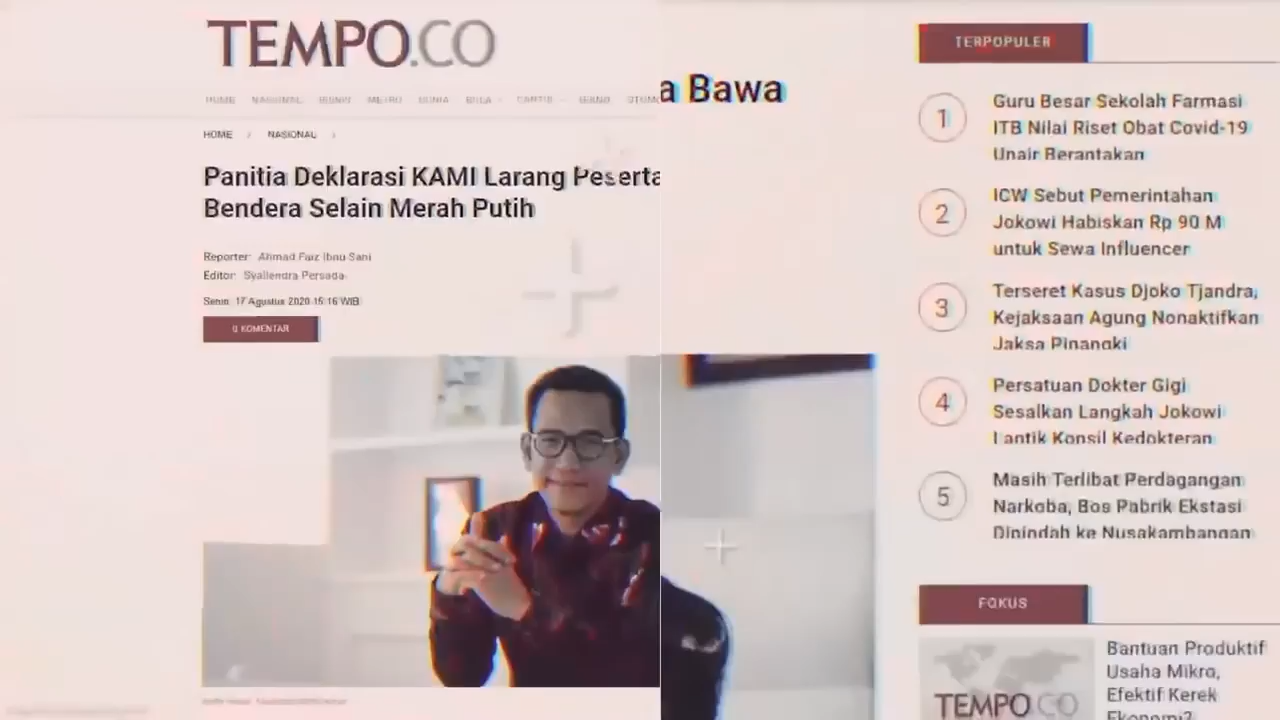 TEMPO.CO
HOME NASIONAL BISNIS METRO DUNIA BOLA CANTIK TEKNO OTOMO
HOME / NASIONAL /
Panitia Deklarasi KAMI Larang Peserta
a Bawa
Bendera Selain Merah Putih
Reporter: Ahmad Faiz Ibnu Sani
Editor: Syailendra Persada
Senin, 17 Agustus 2020 15:16 WIB
0 KOMENTAR
TERPOPULER
1
Guru Besar Sekolah Farmasi
ITB Nilai Riset Obat Covid-19
Unair Berantakan
2
ICW Sebut Pemerintahan
Jokowi Habiskan Rp 90 M
untuk Sewa Influencer
3
Terseret Kasus Djoko Tjandra,
Kejaksaan Agung Nonaktifkan
Jaksa Pinangki
4
Persatuan Dokter Gigi
Sesalkan Langkah Jokowi
Lantik Konsil Kedokteran
5
Masih Terlibat Perdagangan
Narkoba, Bos Pabrik Ekstasi
Dipindah ke Nusakambangan
FOKUS
TEMPO.CO
Bantuan Produktif
Usaha Mikro,
Efektif Kerek
Ekonomi?